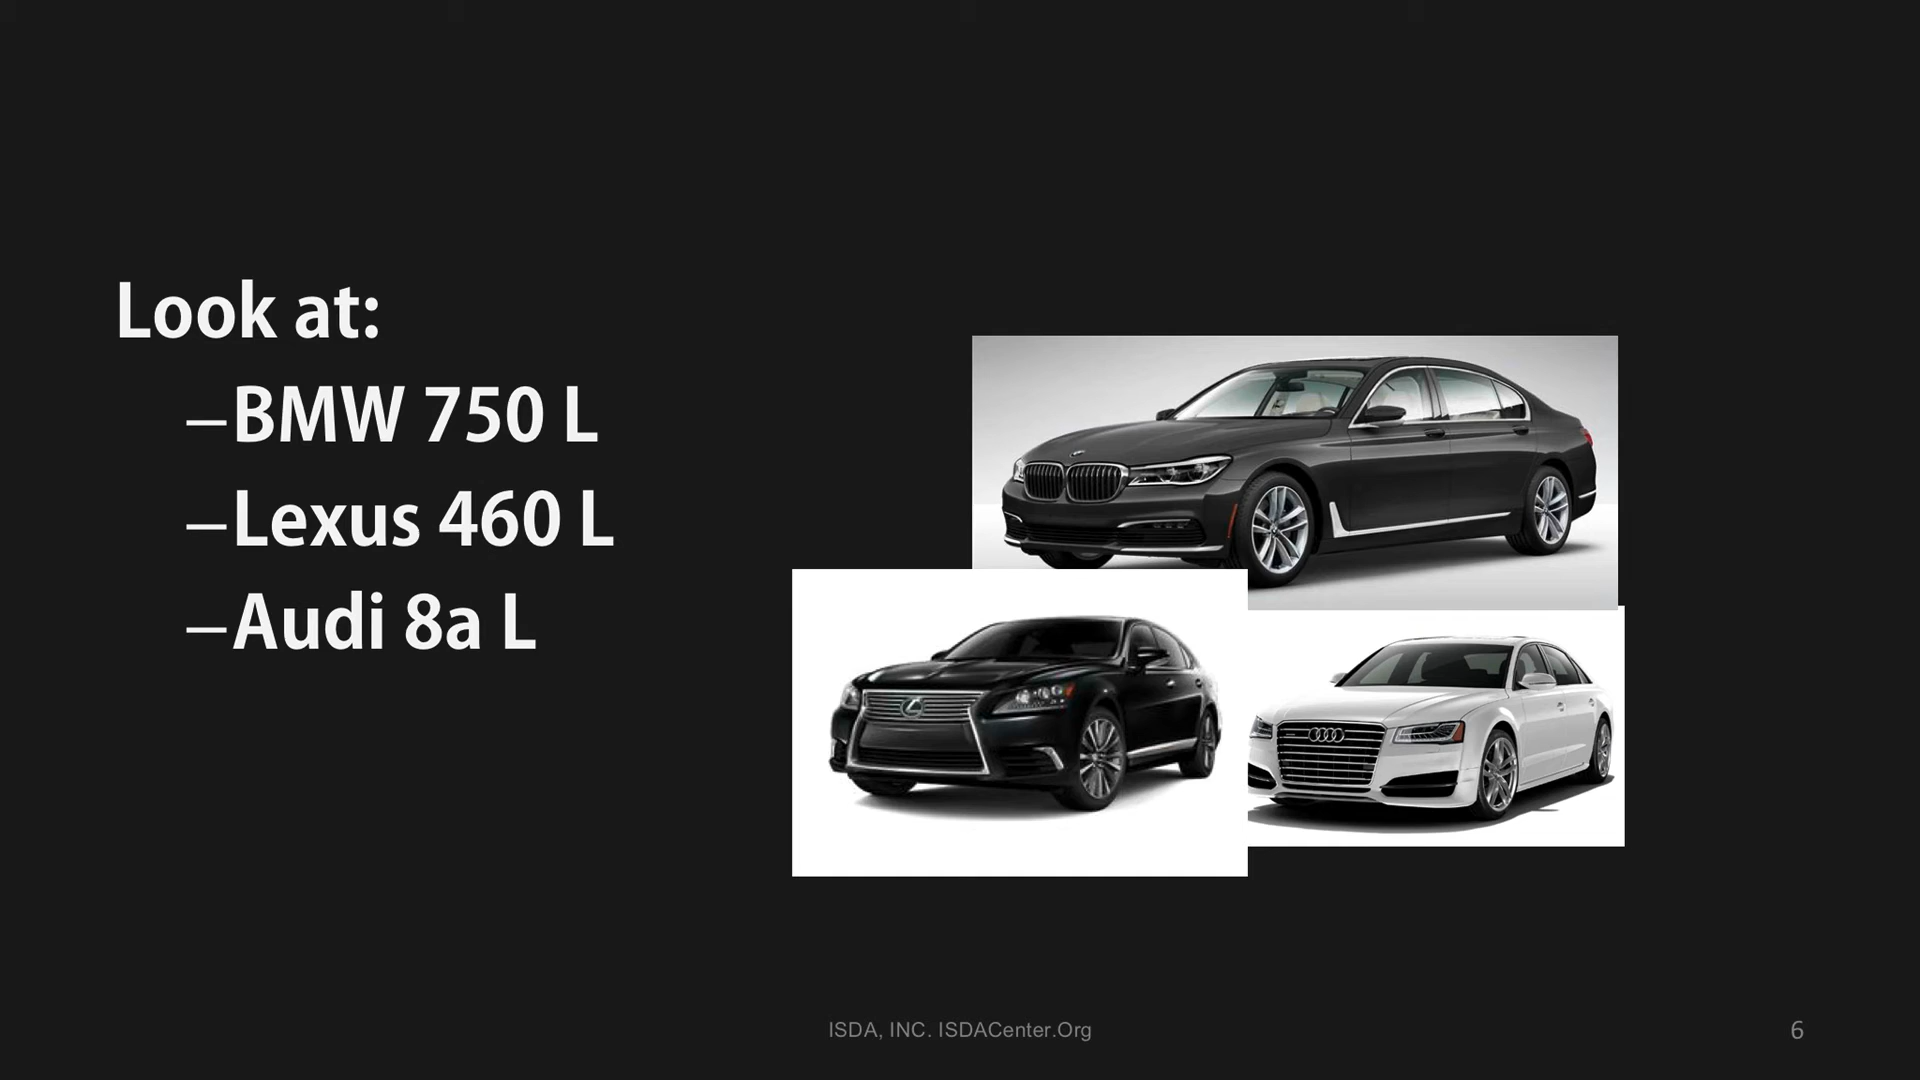 Look at:
–BMW 750 L
–Lexus 460 L
–Audi 8a L
ISDA, INC. ISDACenter.Org
6